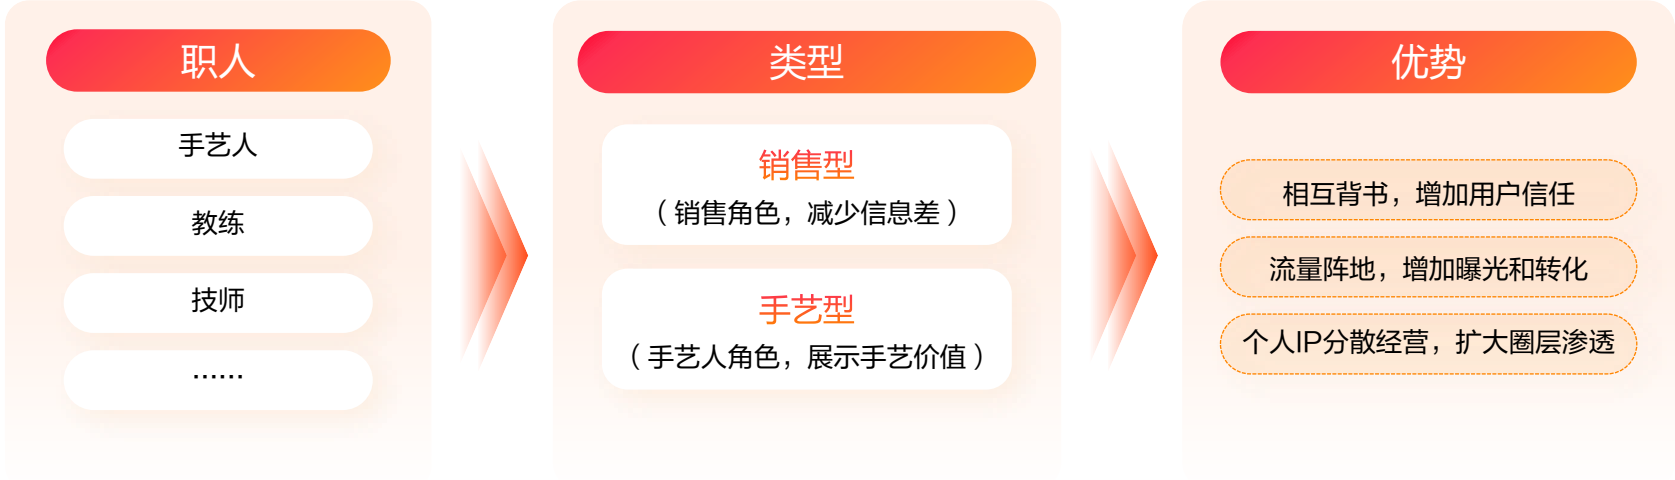 职人
手艺人
教练
技师
······
类型
销售型
（销售角色，减少信息差）
手艺型
（手艺人角色，展示手艺价值）
优势
相互背书，增加用户信任
流量阵地，增加曝光和转化
个人IP分散经营，扩大圈层渗透